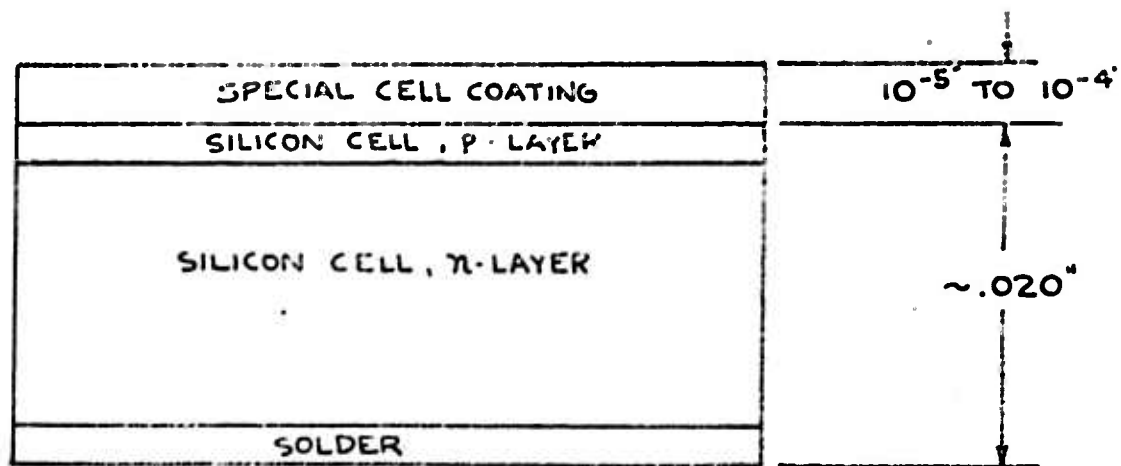 SPECIAL CELL COATING
10⁻⁵" TO 10⁻⁴"
SILICON CELL, P-LAYER
SILICON CELL, n-LAYER
~.020"
SOLDER